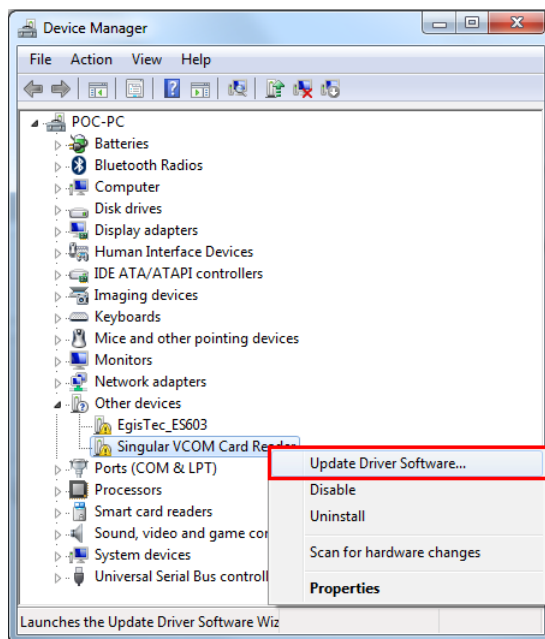 Device Manager
File Action View Help
POC-PC
Batteries
Bluetooth Radios
Computer
Disk drives
Display adapters
Human Interface Devices
IDE ATA/ATAPI controllers
Imaging devices
Keyboards
Mice and other pointing devices
Monitors
Network adapters
Other devices
EgisTec_ES603
Singular VCOM Card Reader
Update Driver Software...
Ports (COM & LPT)
Processors
Disable
Smart card readers
Uninstall
Sound, video and game cor
System devices
Scan for hardware changes
Universal Serial Bus controll
Properties
Launches the Update Driver Software Wiz